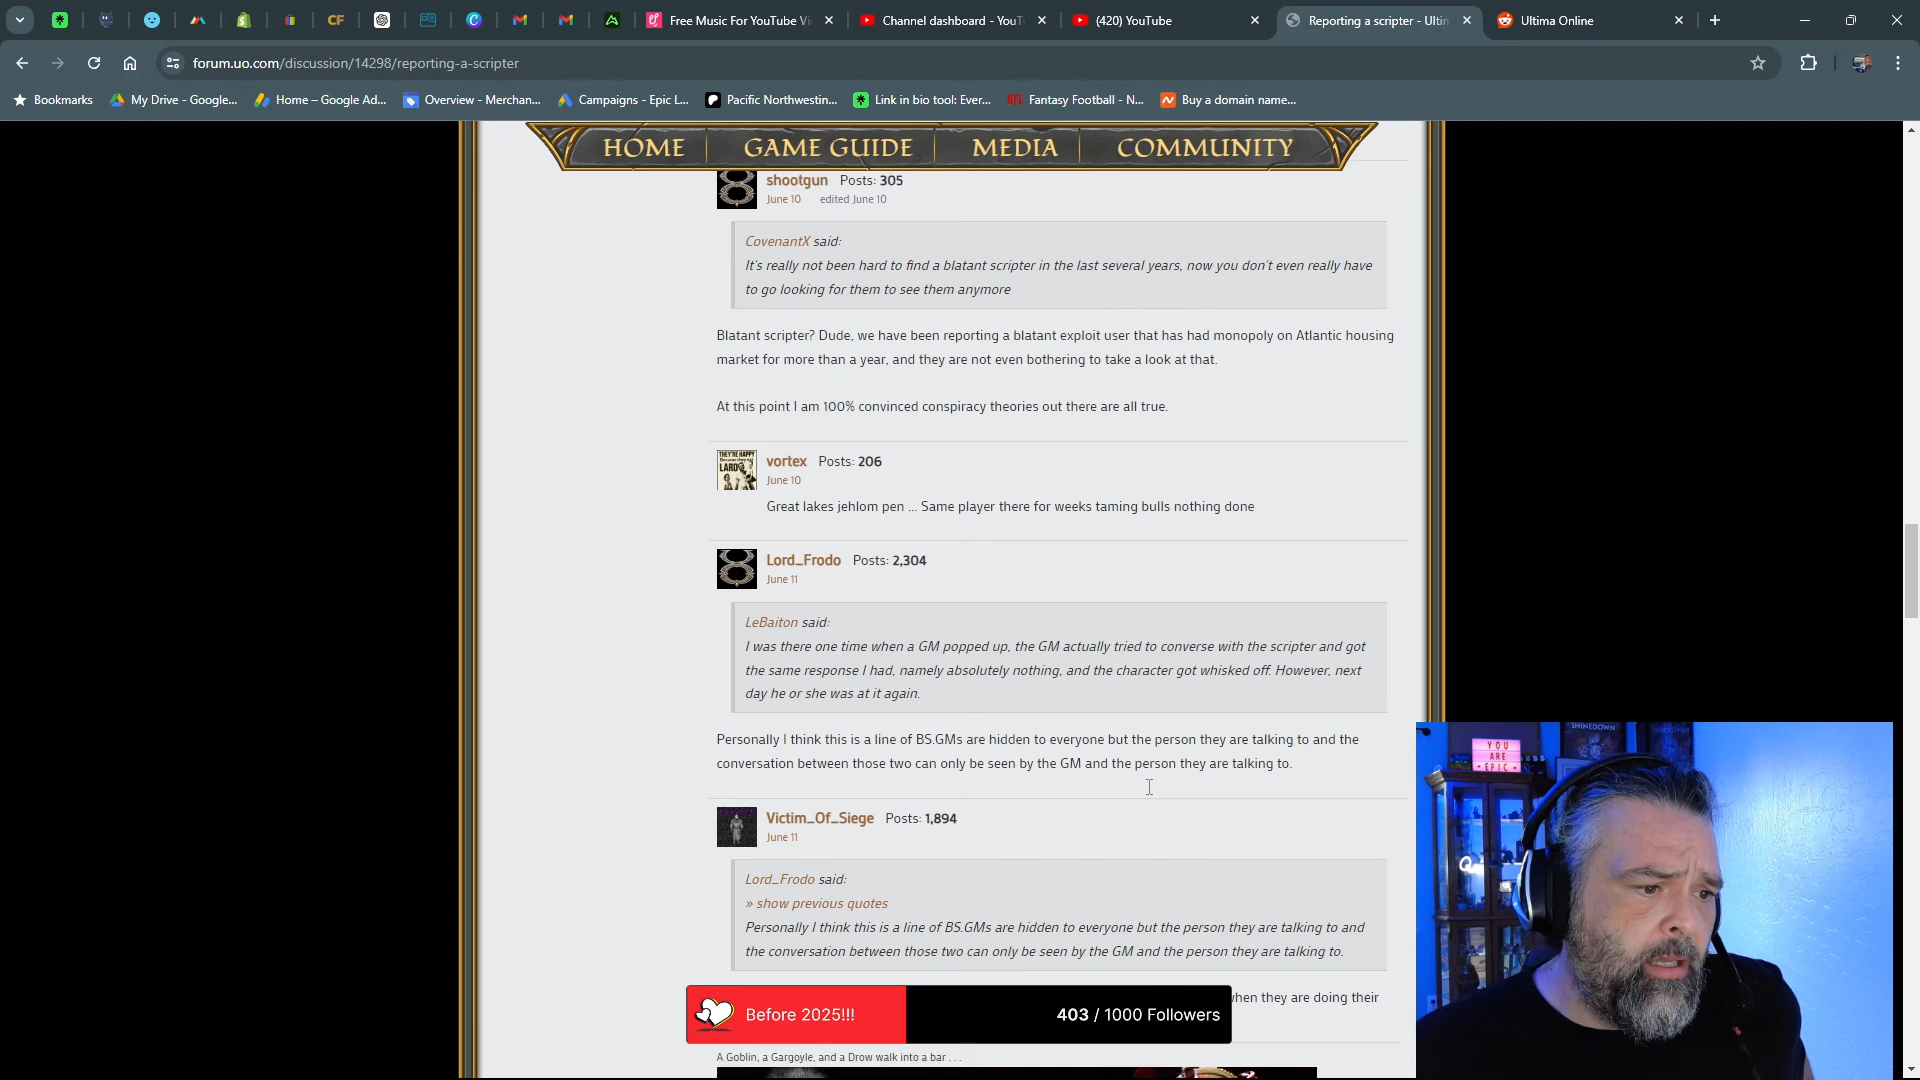 Free Music For YouTube Vi
Channel dashboard - YouT
(420) YouTube
Reporting a scripter - Ultim
Ultima Online
forum.uo.com/discussion/14298/reporting-a-scripter
Bookmarks
My Drive - Google...
Home – Google Ad...
Overview - Merchan...
Campaigns - Epic L...
Pacific Northwestin...
Link in bio tool: Ever...
Fantasy Football - N...
Buy a domain name...
HOME
GAME GUIDE
MEDIA
COMMUNITY
shootgun Posts: 305
June 10 edited June 10
CovenantX said:
It's really not been hard to find a blatant scripter in the last several years, now you don't even really have
to go looking for them to see them anymore
Blatant scripter? Dude, we have been reporting a blatant exploit user that has had monopoly on Atlantic housing
market for more than a year, and they are not even bothering to take a look at that.
At this point I am 100% convinced conspiracy theories out there are all true.
vortex Posts: 206
June 10
Great lakes jehlom pen ... Same player there for weeks taming bulls nothing done
Lord_Frodo Posts: 2,304
June 11
LeBaiton said:
I was there one time when a GM popped up, the GM actually tried to converse with the scripter and got
the same response I had, namely absolutely nothing, and the character got whisked off. However, next
day he or she was at it again.
Personally I think this is a line of BS.GMs are hidden to everyone but the person they are talking to and the
conversation between those two can only be seen by the GM and the person they are talking to.
Victim_Of_Siege Posts: 1,894
June 11
Lord_Frodo said:
» show previous quotes
Personally I think this is a line of BS.GMs are hidden to everyone but the person they are talking to and
the conversation between those two can only be seen by the GM and the person they are talking to.
when they are doing their
Before 2025!!!
403 / 1000 Followers
A Goblin, a Gargoyle, and a Drow walk into a bar . . .
SHINEDOWN
YOU
ARE
EPIC